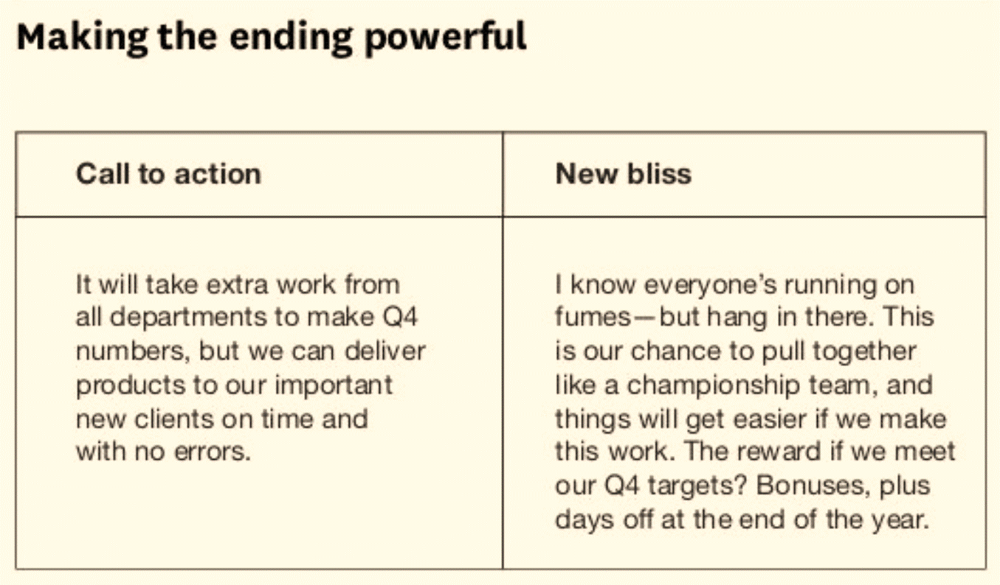 Making the ending powerful
Call to action
New bliss
It will take extra work from
all departments to make Q4
numbers, but we can deliver
products to our important
new clients on time and
with no errors.
I know everyone’s running on
fumes—but hang in there. This
is our chance to pull together
like a championship team, and
things will get easier if we make
this work. The reward if we meet
our Q4 targets? Bonuses, plus
days off at the end of the year.